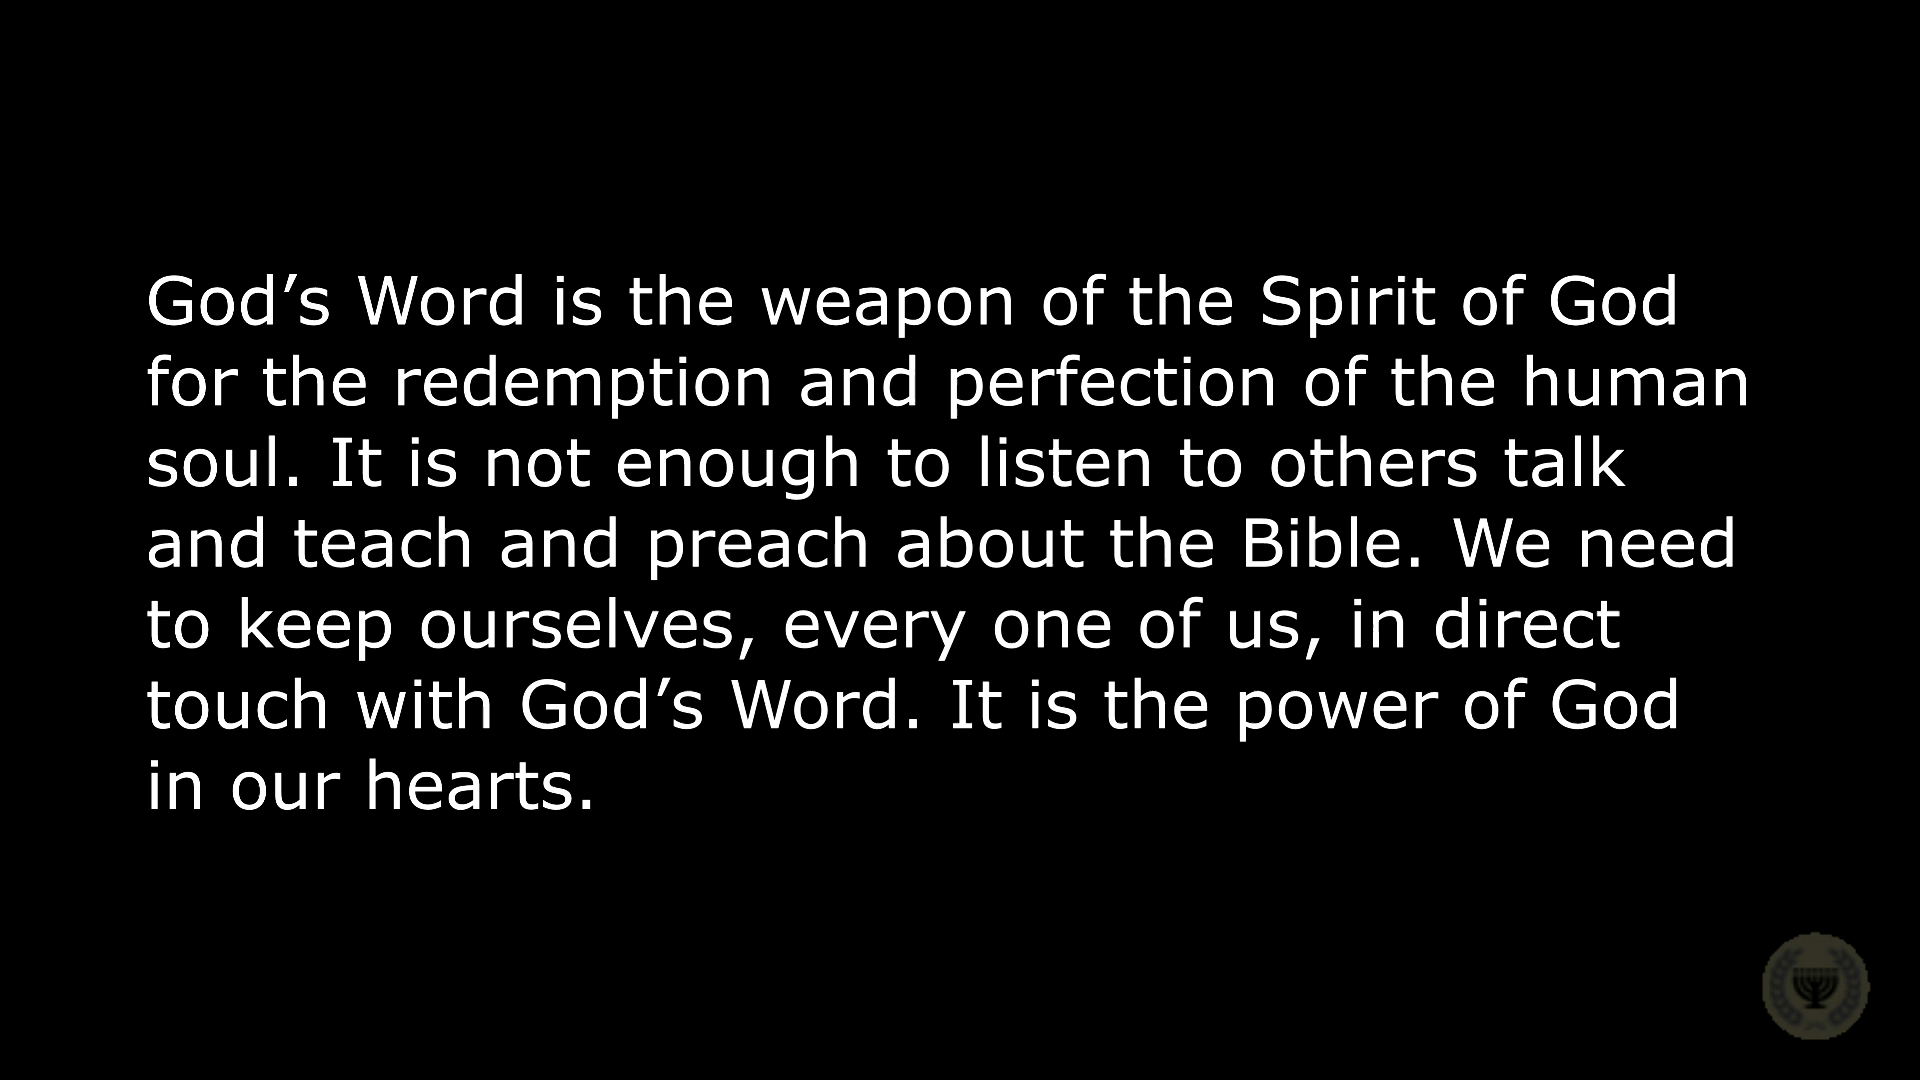 God’s Word is the weapon of the Spirit of God
for the redemption and perfection of the human
soul. It is not enough to listen to others talk
and teach and preach about the Bible. We need
to keep ourselves, every one of us, in direct
touch with God’s Word. It is the power of God
in our hearts.